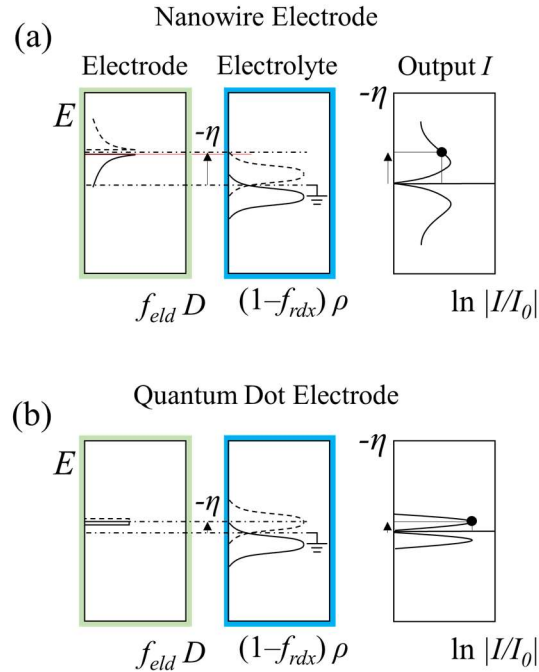 Nanowire Electrode
(a)
Electrode Electrolyte Output I
E -η -η
f_eld D (1–f_rdx) ρ ln |I/I_0|
Quantum Dot Electrode
(b)
E -η -η
f_eld D (1–f_rdx) ρ ln |I/I_0|